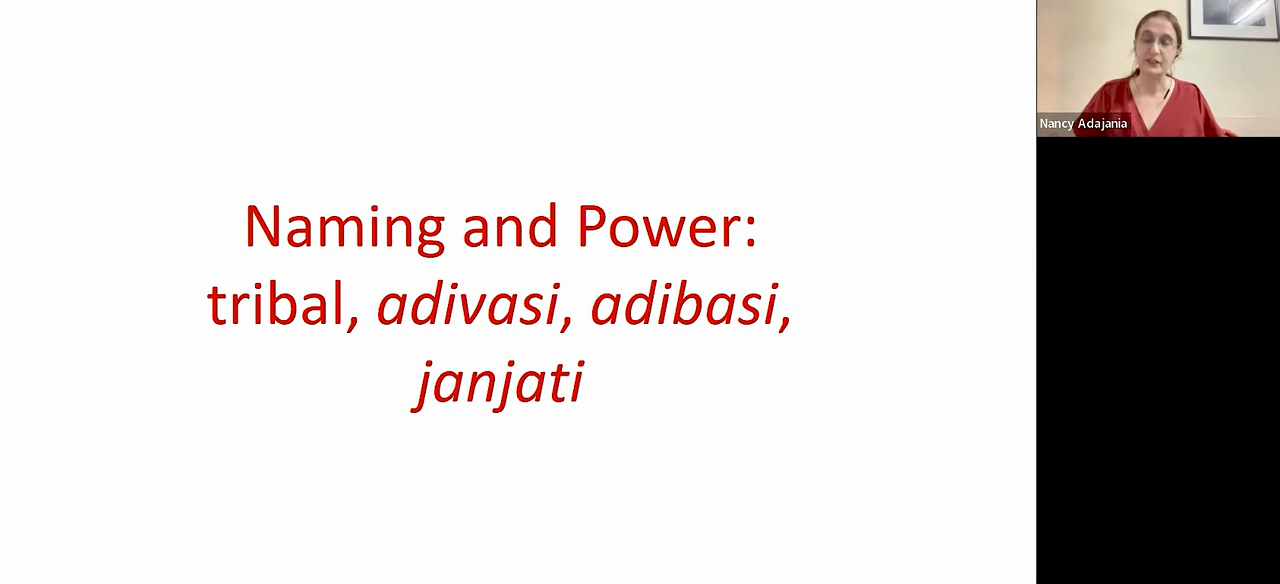 Naming and Power:
tribal, adivasi, adibasi,
janjati
Nancy Adajania